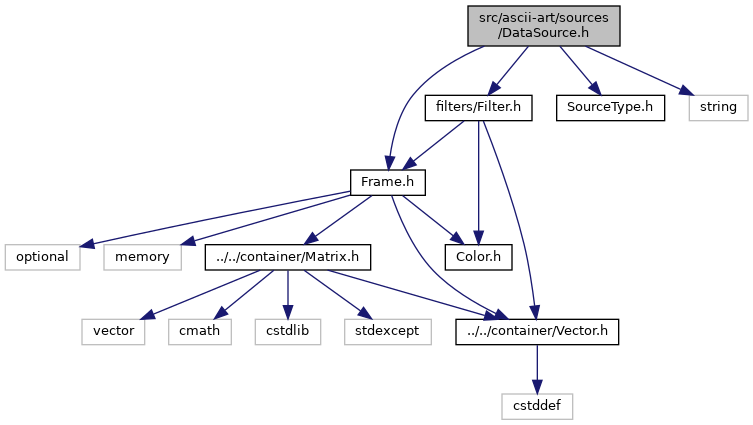 src/ascii-art/sources
/DataSource.h
filters/Filter.h
SourceType.h
string
Frame.h
optional
memory
../../container/Matrix.h
Color.h
vector
cmath
cstdlib
stdexcept
../../container/Vector.h
cstddef